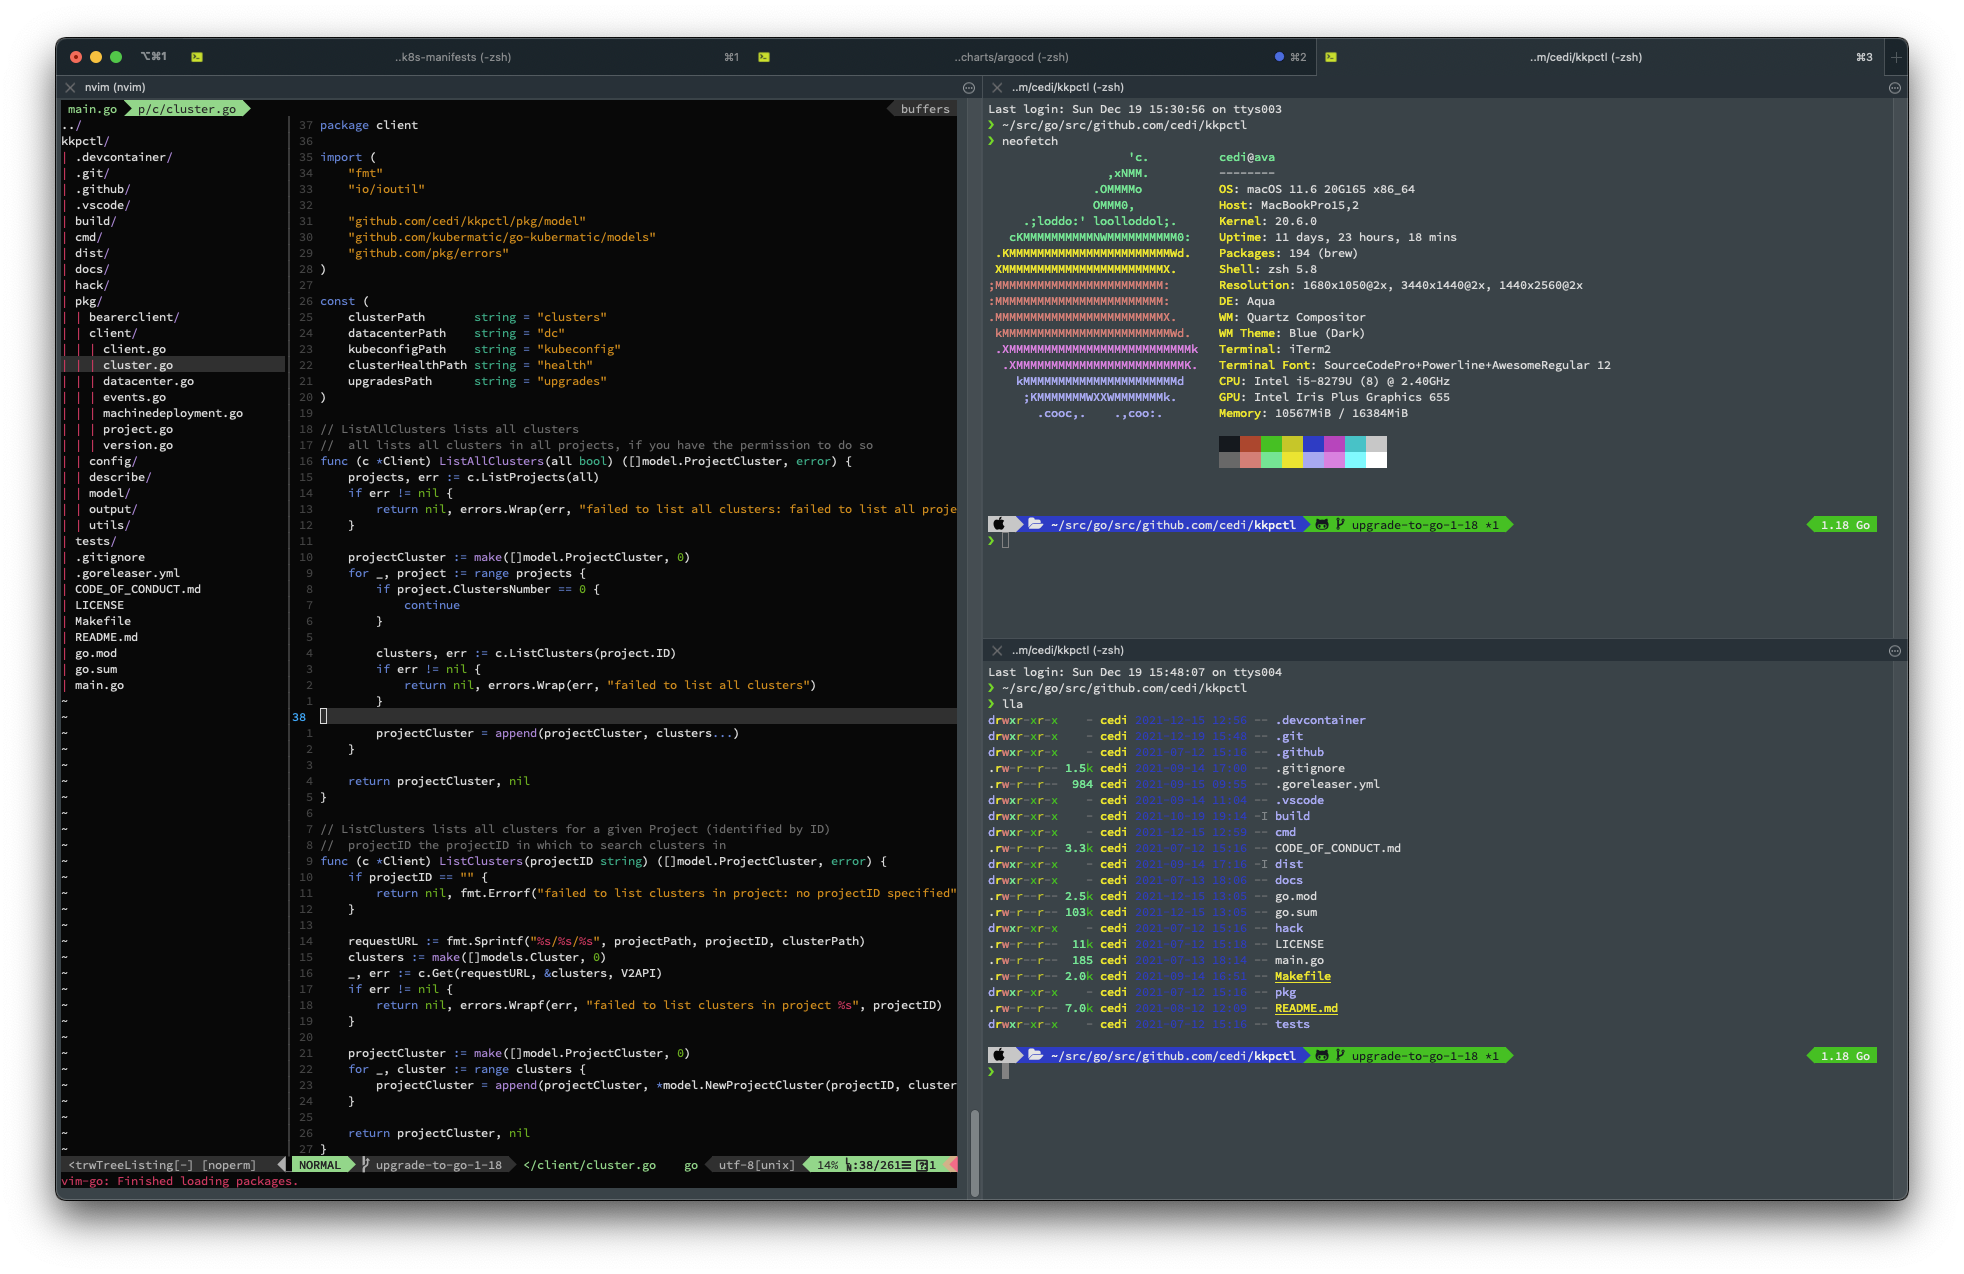 ⌥⌘1 ..k8s-manifests (-zsh) ⌘1 ..charts/argocd (-zsh) ⌘2 ..m/cedi/kkpctl (-zsh) ⌘3
nvim (nvim)
main.go p/c/cluster.go buffers
../
kkpctl/
| .devcontainer/
| .git/
| .github/
| .vscode/
| build/
| cmd/
| dist/
| docs/
| hack/
| pkg/
| | bearerclient/
| | client/
| | | client.go
| | | cluster.go
| | | datacenter.go
| | | events.go
| | | machinedeployment.go
| | | project.go
| | | version.go
| | config/
| | describe/
| | model/
| | output/
| | utils/
| tests/
| .gitignore
| .goreleaser.yml
| CODE_OF_CONDUCT.md
| LICENSE
| Makefile
| README.md
| go.mod
| go.sum
| main.go
37 package client
36
35 import (
34     "fmt"
33     "io/ioutil"
32
31     "github.com/cedi/kkpctl/pkg/model"
30     "github.com/kubermatic/go-kubermatic/models"
29     "github.com/pkg/errors"
28 )
27
26 const (
25     clusterPath       string = "clusters"
24     datacenterPath    string = "dc"
23     kubeconfigPath    string = "kubeconfig"
22     clusterHealthPath string = "health"
21     upgradesPath      string = "upgrades"
20 )
19
18 // ListAllClusters lists all clusters
17 //  all lists all clusters in all projects, if you have the permission to do so
16 func (c *Client) ListAllClusters(all bool) ([]model.ProjectCluster, error) {
15     projects, err := c.ListProjects(all)
14     if err != nil {
13         return nil, errors.Wrap(err, "failed to list all clusters: failed to list all proje
12     }
11
10     projectCluster := make([]model.ProjectCluster, 0)
9     for _, project := range projects {
8         if project.ClustersNumber == 0 {
7             continue
6         }
5
4         clusters, err := c.ListClusters(project.ID)
3         if err != nil {
2             return nil, errors.Wrap(err, "failed to list all clusters")
1         }
38
1         projectCluster = append(projectCluster, clusters...)
2     }
3
4     return projectCluster, nil
5 }
6
7 // ListClusters lists all clusters for a given Project (identified by ID)
8 //  projectID the projectID in which to search clusters in
9 func (c *Client) ListClusters(projectID string) ([]model.ProjectCluster, error) {
10     if projectID == "" {
11         return nil, fmt.Errorf("failed to list clusters in project: no projectID specified"
12     }
13
14     requestURL := fmt.Sprintf("%s/%s/%s", projectPath, projectID, clusterPath)
15     clusters := make([]models.Cluster, 0)
16     _, err := c.Get(requestURL, &clusters, V2API)
17     if err != nil {
18         return nil, errors.Wrapf(err, "failed to list clusters in project %s", projectID)
19     }
20
21     projectCluster := make([]model.ProjectCluster, 0)
22     for _, cluster := range clusters {
23         projectCluster = append(projectCluster, *model.NewProjectCluster(projectID, cluster
24     }
25
26     return projectCluster, nil
27 }
<trwTreeListing[-] [noperm] NORMAL upgrade-to-go-1-18 </client/cluster.go go utf-8[unix] 14% :38/261 1
vim-go: Finished loading packages.
..m/cedi/kkpctl (-zsh)
Last login: Sun Dec 19 15:30:56 on ttys003
❯ ~/src/go/src/github.com/cedi/kkpctl
❯ neofetch
'c. cedi@ava
,xNMM. --------
.OMMMMo OS: macOS 11.6 20G165 x86_64
OMMM0, Host: MacBookPro15,2
.;loddo:' loolloddol;. Kernel: 20.6.0
cKMMMMMMMMMMNWMMMMMMMMMM0: Uptime: 11 days, 23 hours, 18 mins
.KMMMMMMMMMMMMMMMMMMMMMMMWd. Packages: 194 (brew)
XMMMMMMMMMMMMMMMMMMMMMMMX. Shell: zsh 5.8
;MMMMMMMMMMMMMMMMMMMMMMMM: Resolution: 1680x1050@2x, 3440x1440@2x, 1440x2560@2x
:MMMMMMMMMMMMMMMMMMMMMMMM: DE: Aqua
.MMMMMMMMMMMMMMMMMMMMMMMMX. WM: Quartz Compositor
kMMMMMMMMMMMMMMMMMMMMMMMMWd. WM Theme: Blue (Dark)
.XMMMMMMMMMMMMMMMMMMMMMMMMMMk Terminal: iTerm2
.XMMMMMMMMMMMMMMMMMMMMMMMMK. Terminal Font: SourceCodePro+Powerline+AwesomeRegular 12
kMMMMMMMMMMMMMMMMMMMMMMd CPU: Intel i5-8279U (8) @ 2.40GHz
;KMMMMMMMWXXWMMMMMMMk. GPU: Intel Iris Plus Graphics 655
.cooc,. .,coo:. Memory: 10567MiB / 16384MiB
~/src/go/src/github.com/cedi/kkpctl upgrade-to-go-1-18 *1 1.18 Go
❯
..m/cedi/kkpctl (-zsh)
Last login: Sun Dec 19 15:48:07 on ttys004
❯ ~/src/go/src/github.com/cedi/kkpctl
❯ lla
drwxr-xr-x - cedi -- .devcontainer
drwxr-xr-x - cedi -- .git
drwxr-xr-x - cedi -- .github
.rw-r--r-- 1.5k cedi -- .gitignore
.rw-r--r-- 984 cedi -- .goreleaser.yml
drwxr-xr-x - cedi -- .vscode
drwxr-xr-x - cedi -I build
drwxr-xr-x - cedi -- cmd
.rw-r--r-- 3.3k cedi -- CODE_OF_CONDUCT.md
drwxr-xr-x - cedi -I dist
drwxr-xr-x - cedi -- docs
.rw-r--r-- 2.5k cedi -- go.mod
.rw-r--r-- 103k cedi -- go.sum
drwxr-xr-x - cedi -- hack
.rw-r--r-- 11k cedi -- LICENSE
.rw-r--r-- 185 cedi -- main.go
.rw-r--r-- 2.0k cedi -- Makefile
drwxr-xr-x - cedi -- pkg
.rw-r--r-- 7.0k cedi -- README.md
drwxr-xr-x - cedi -- tests
~/src/go/src/github.com/cedi/kkpctl upgrade-to-go-1-18 *1 1.18 Go
❯